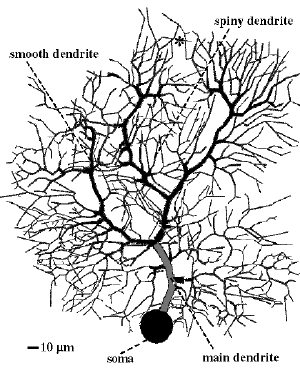 spiny dendrite
*
smooth dendrite
10 µm
soma
main dendrite